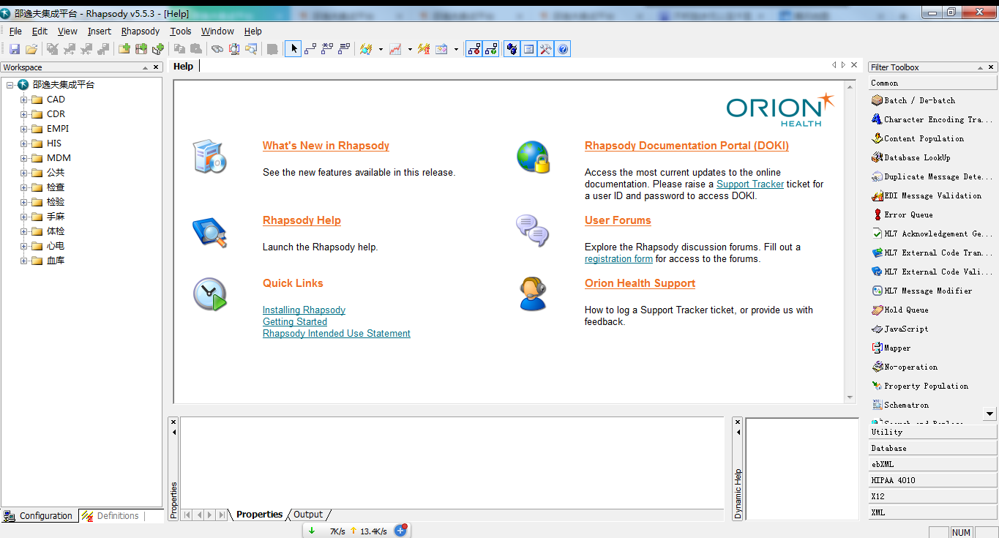 邵逸夫集成平台 - Rhapsody v5.5.3 - [Help]
File Edit View Insert Rhapsody Tools Window Help
Workspace
邵逸夫集成平台
CAD
CDR
EMPI
HIS
MDM
公共
检查
检验
手麻
体检
心电
血库
Configuration
Definitions
Help
ORION
HEALTH
What's New in Rhapsody
See the new features available in this release.
Rhapsody Help
Launch the Rhapsody help.
Quick Links
Installing Rhapsody
Getting Started
Rhapsody Intended Use Statement
Rhapsody Documentation Portal (DOKI)
Access the most current updates to the online
documentation. Please raise a Support Tracker ticket for
a user ID and password to access DOKI.
User Forums
Explore the Rhapsody discussion forums. Fill out a
registration form for access to the forums.
Orion Health Support
How to log a Support Tracker ticket, or provide us with
feedback.
Properties
Properties
Output
Dynamic Help
Filter Toolbox
Common
Batch / De-batch
Character Encoding Tra...
Content Population
Database LookUp
Duplicate Message Dete...
EDI Message Validation
Error Queue
HL7 Acknowledgement Ge...
HL7 External Code Tran...
HL7 External Code Vali...
HL7 Message Modifier
Hold Queue
JavaScript
Mapper
No-operation
Property Population
Schematron
Search and Replace
Utility
Database
ebXML
HIPAA 4010
X12
XML
7K/s 13.4K/s
NUM